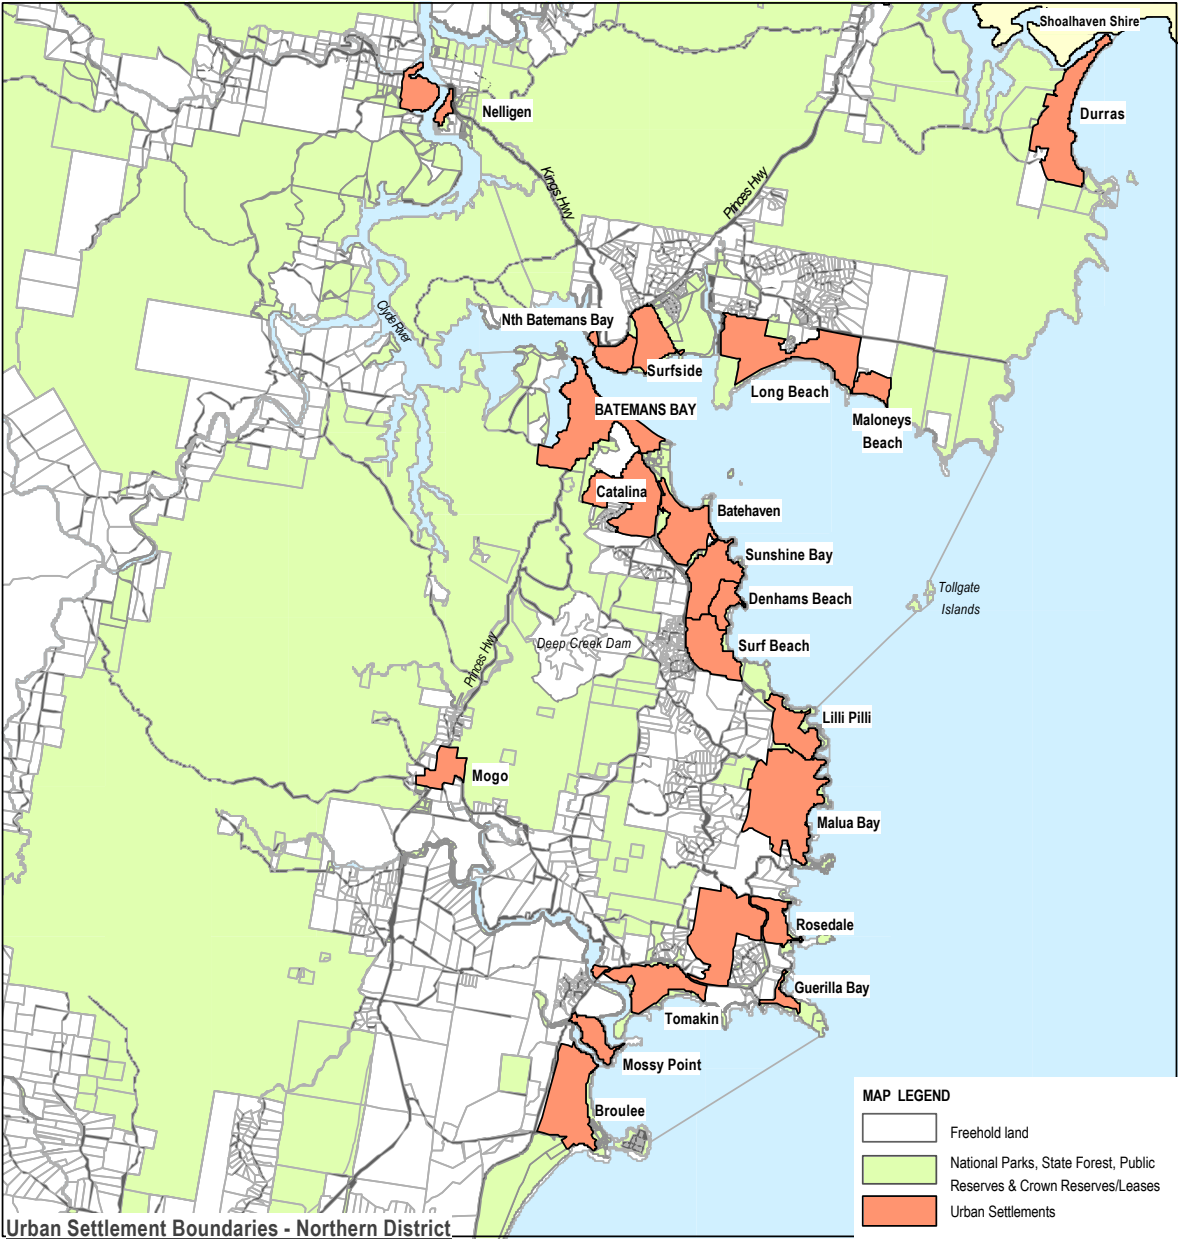 Shoalhaven Shire
Nelligen
Durras
Kings Hwy
Princes Hwy
Clyde River
Nth Batemans Bay
Surfside
Long Beach
BATEMANS BAY
Maloneys
Beach
Catalina
Batehaven
Sunshine Bay
Tollgate
Islands
Denhams Beach
Deep Creek Dam
Surf Beach
Princes Hwy
Lilli Pilli
Mogo
Malua Bay
Rosedale
Guerilla Bay
Tomakin
Mossy Point
Broulee
MAP LEGEND
Freehold land
National Parks, State Forest, Public
Reserves & Crown Reserves/Leases
Urban Settlements
Urban Settlement Boundaries - Northern District